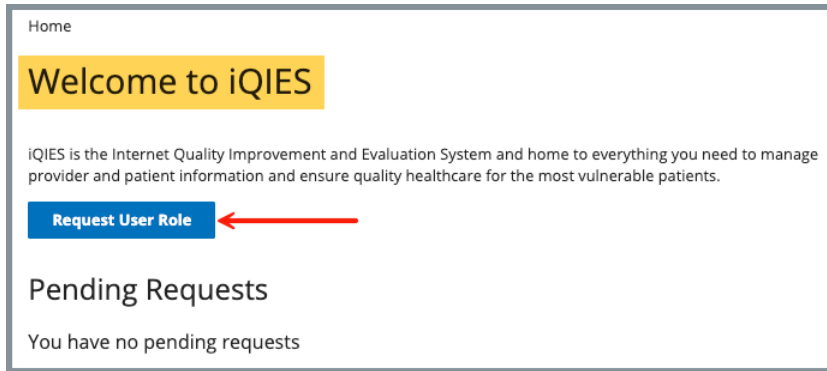 Home
Welcome to iQIES
iQIES is the Internet Quality Improvement and Evaluation System and home to everything you need to manage
provider and patient information and ensure quality healthcare for the most vulnerable patients.
Request User Role
Pending Requests
You have no pending requests